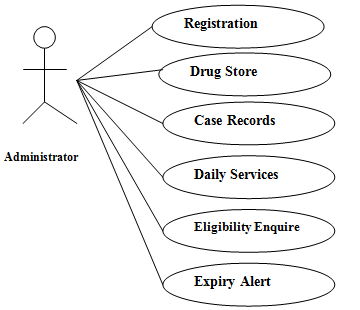 Registration
Drug Store
Case Records
Administrator
Daily Services
Eligibility Enquire
Expiry Alert